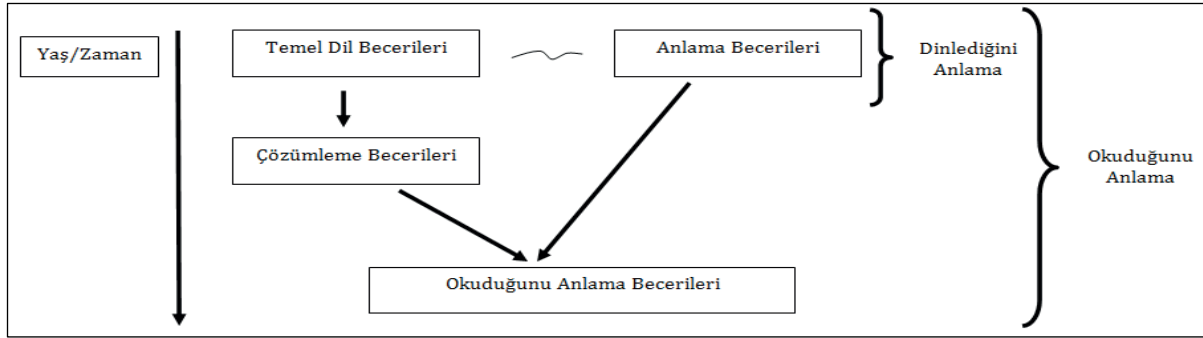 Yaş/Zaman
Temel Dil Becerileri
Anlama Becerileri
Dinlediğini
Anlama
Çözümleme Becerileri
Okuduğunu
Anlama
Okuduğunu Anlama Becerileri